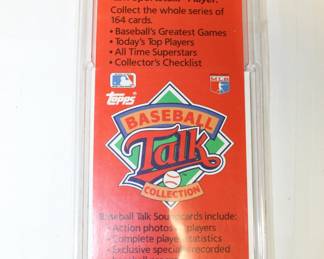 Player.
Collect the whole series of
164 cards.
• Baseball's Greatest Games
• Today's Top Players
• All Time Superstars
• Collector's Checklist
topps
BASEBALL
Talk
COLLECTION
Baseball Talk Soundcards include:
• Action photos of players
• Complete player statistics
• Exclusive specially recorded